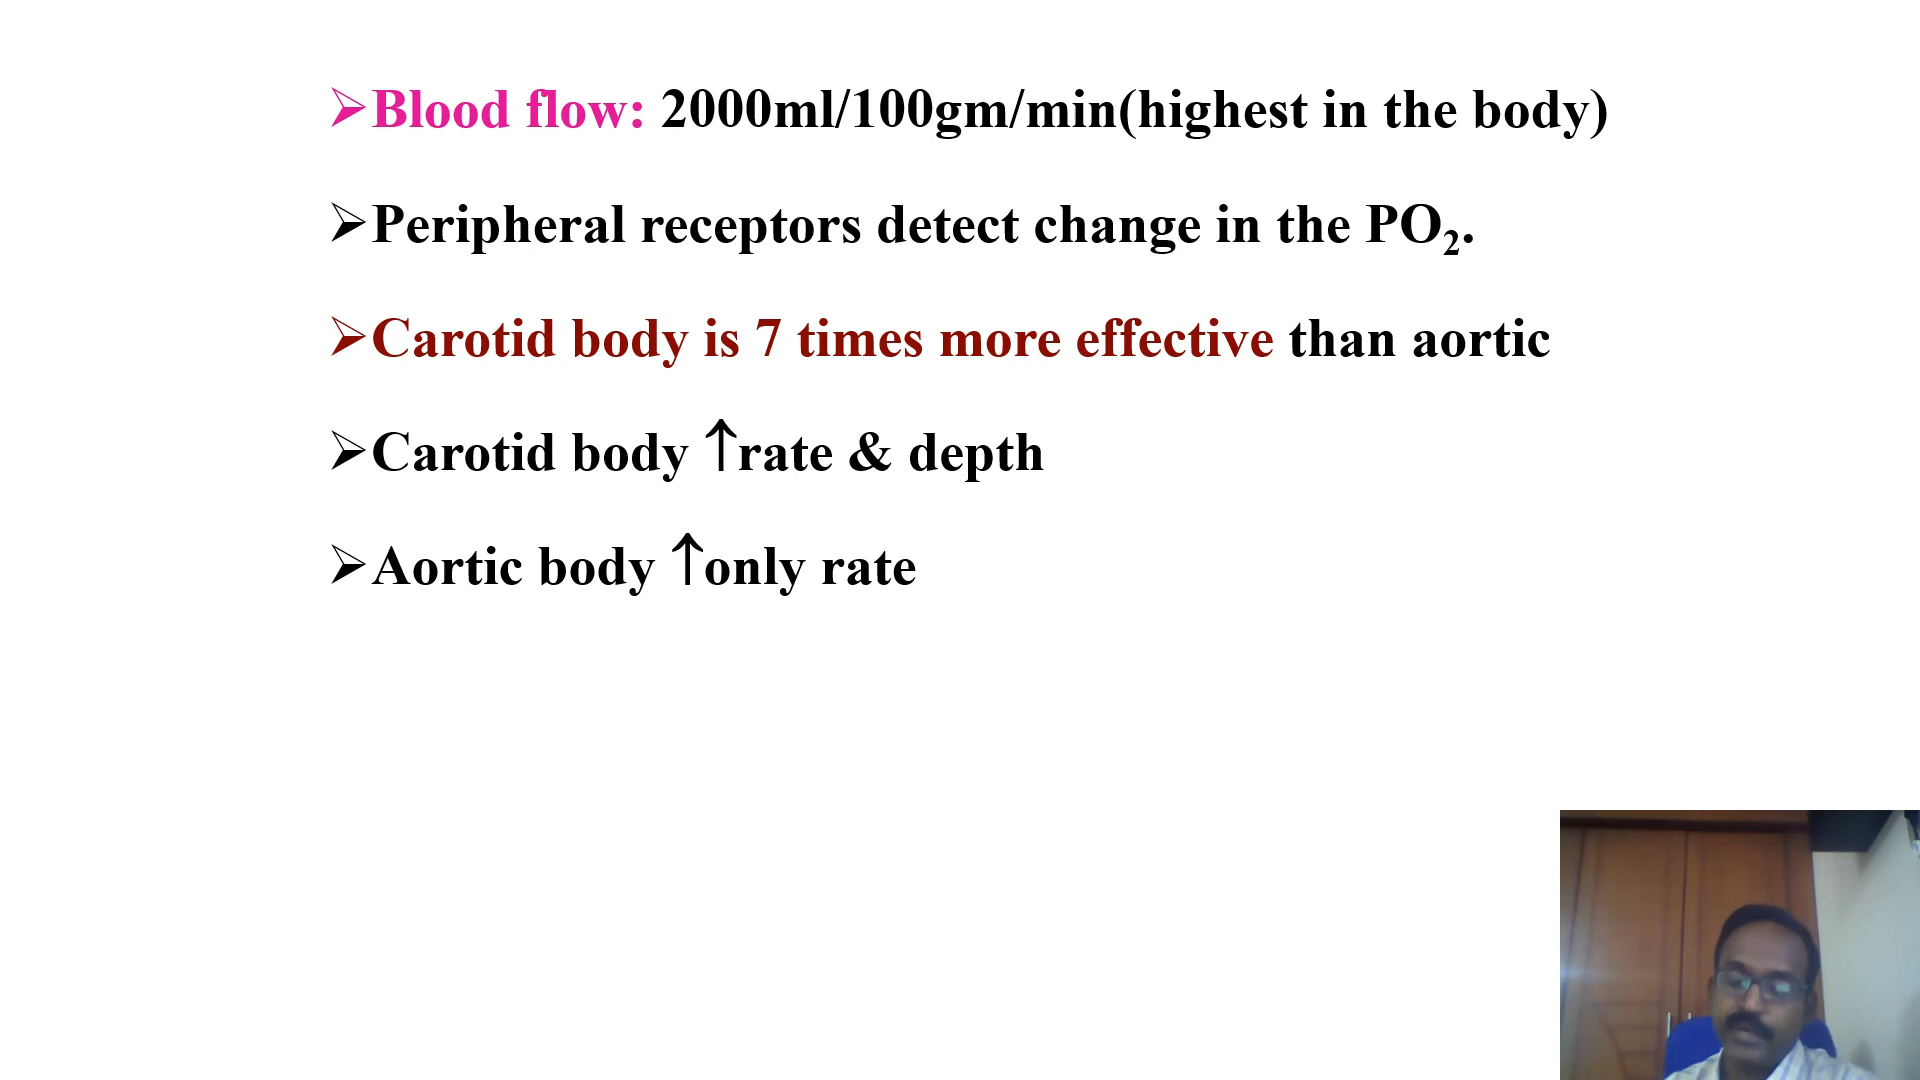 ➢Blood flow: 2000ml/100gm/min(highest in the body)
➢Peripheral receptors detect change in the PO₂.
➢Carotid body is 7 times more effective than aortic
➢Carotid body ↑rate & depth
➢Aortic body ↑only rate